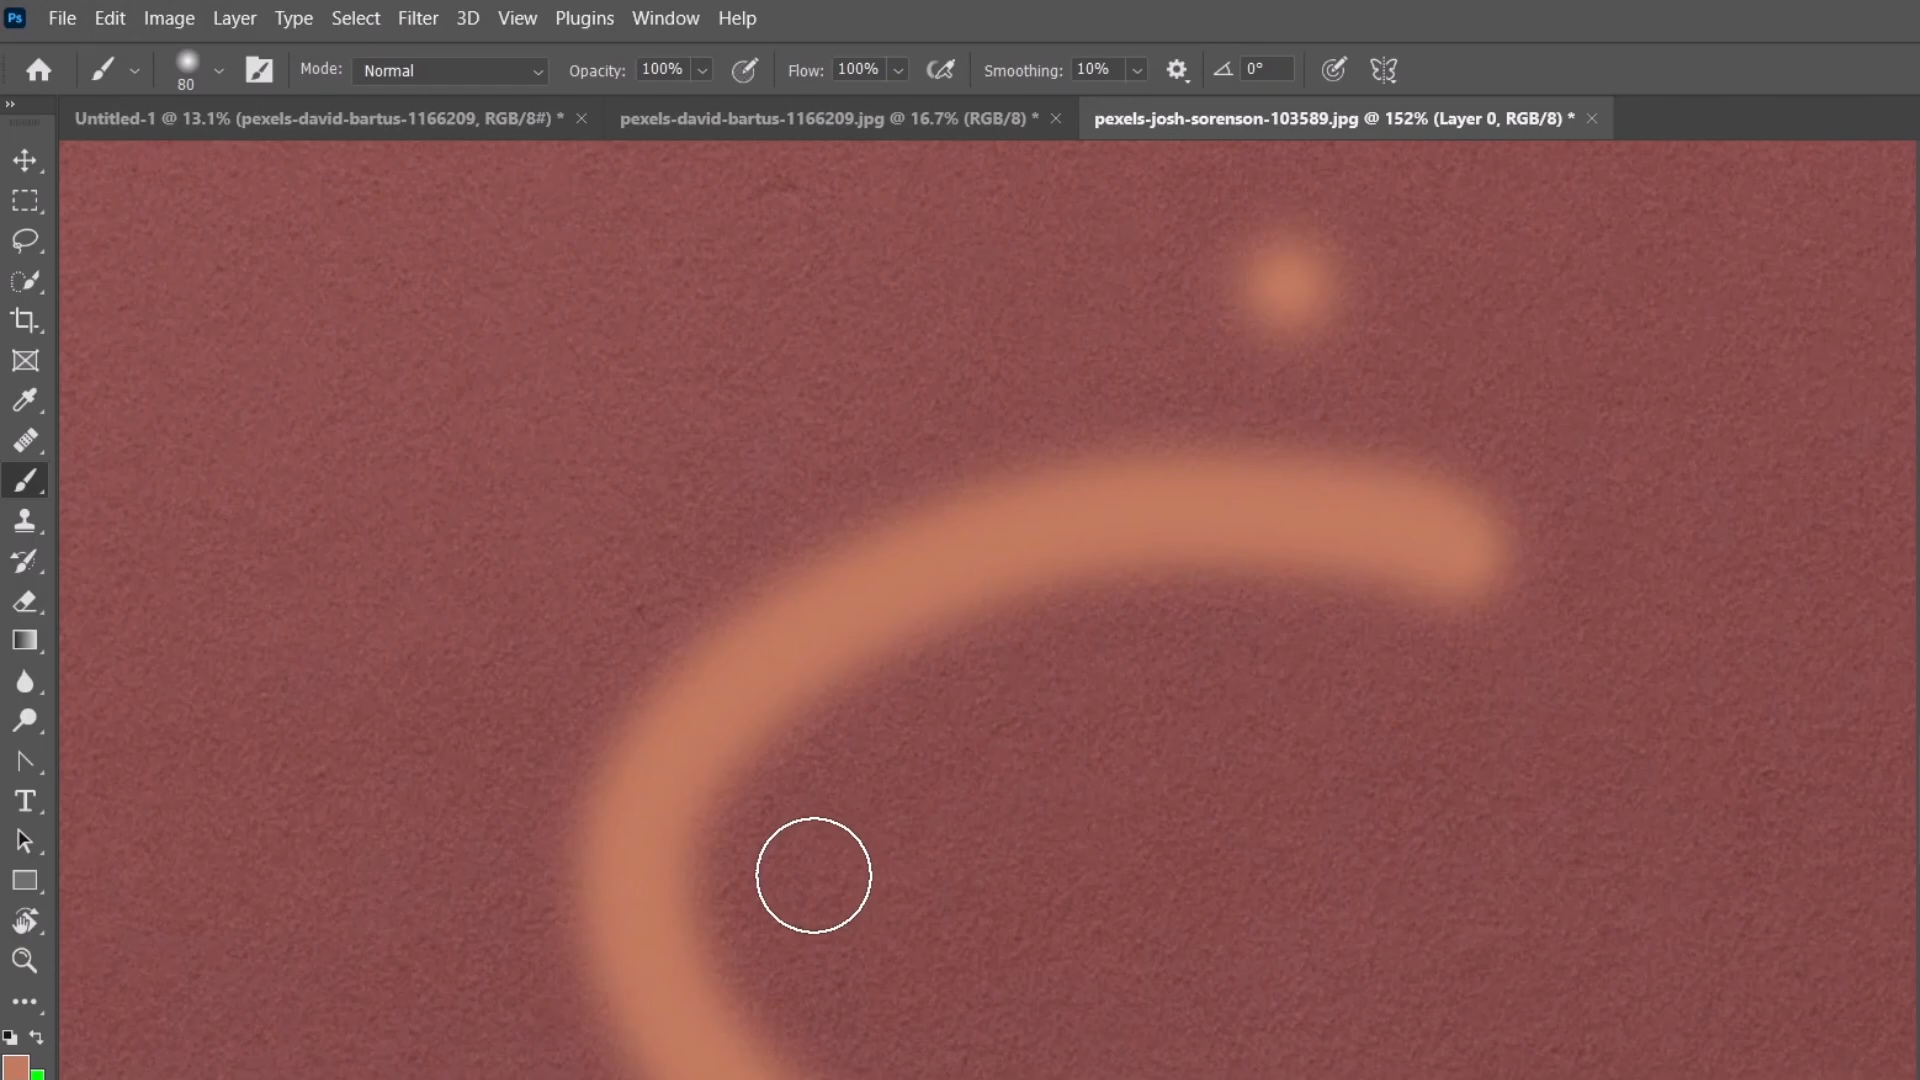 Ps File Edit Image Layer Type Select Filter 3D View Plugins Window Help
80 Mode: Normal Opacity: 100% Flow: 100% Smoothing: 10% 0°
Untitled-1 @ 13.1% (pexels-david-bartus-1166209, RGB/8#) * pexels-david-bartus-1166209.jpg @ 16.7% (RGB/8) * pexels-josh-sorenson-103589.jpg @ 152% (Layer 0, RGB/8) *